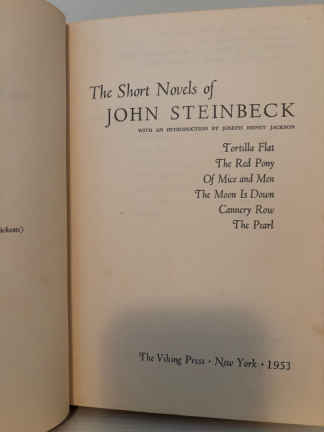 The Short Novels of
JOHN STEINBECK
WITH AN INTRODUCTION BY JOSEPH HENRY JACKSON
Tortilla Flat
The Red Pony
Of Mice and Men
The Moon Is Down
Cannery Row
The Pearl
The Viking Press · New York · 1953